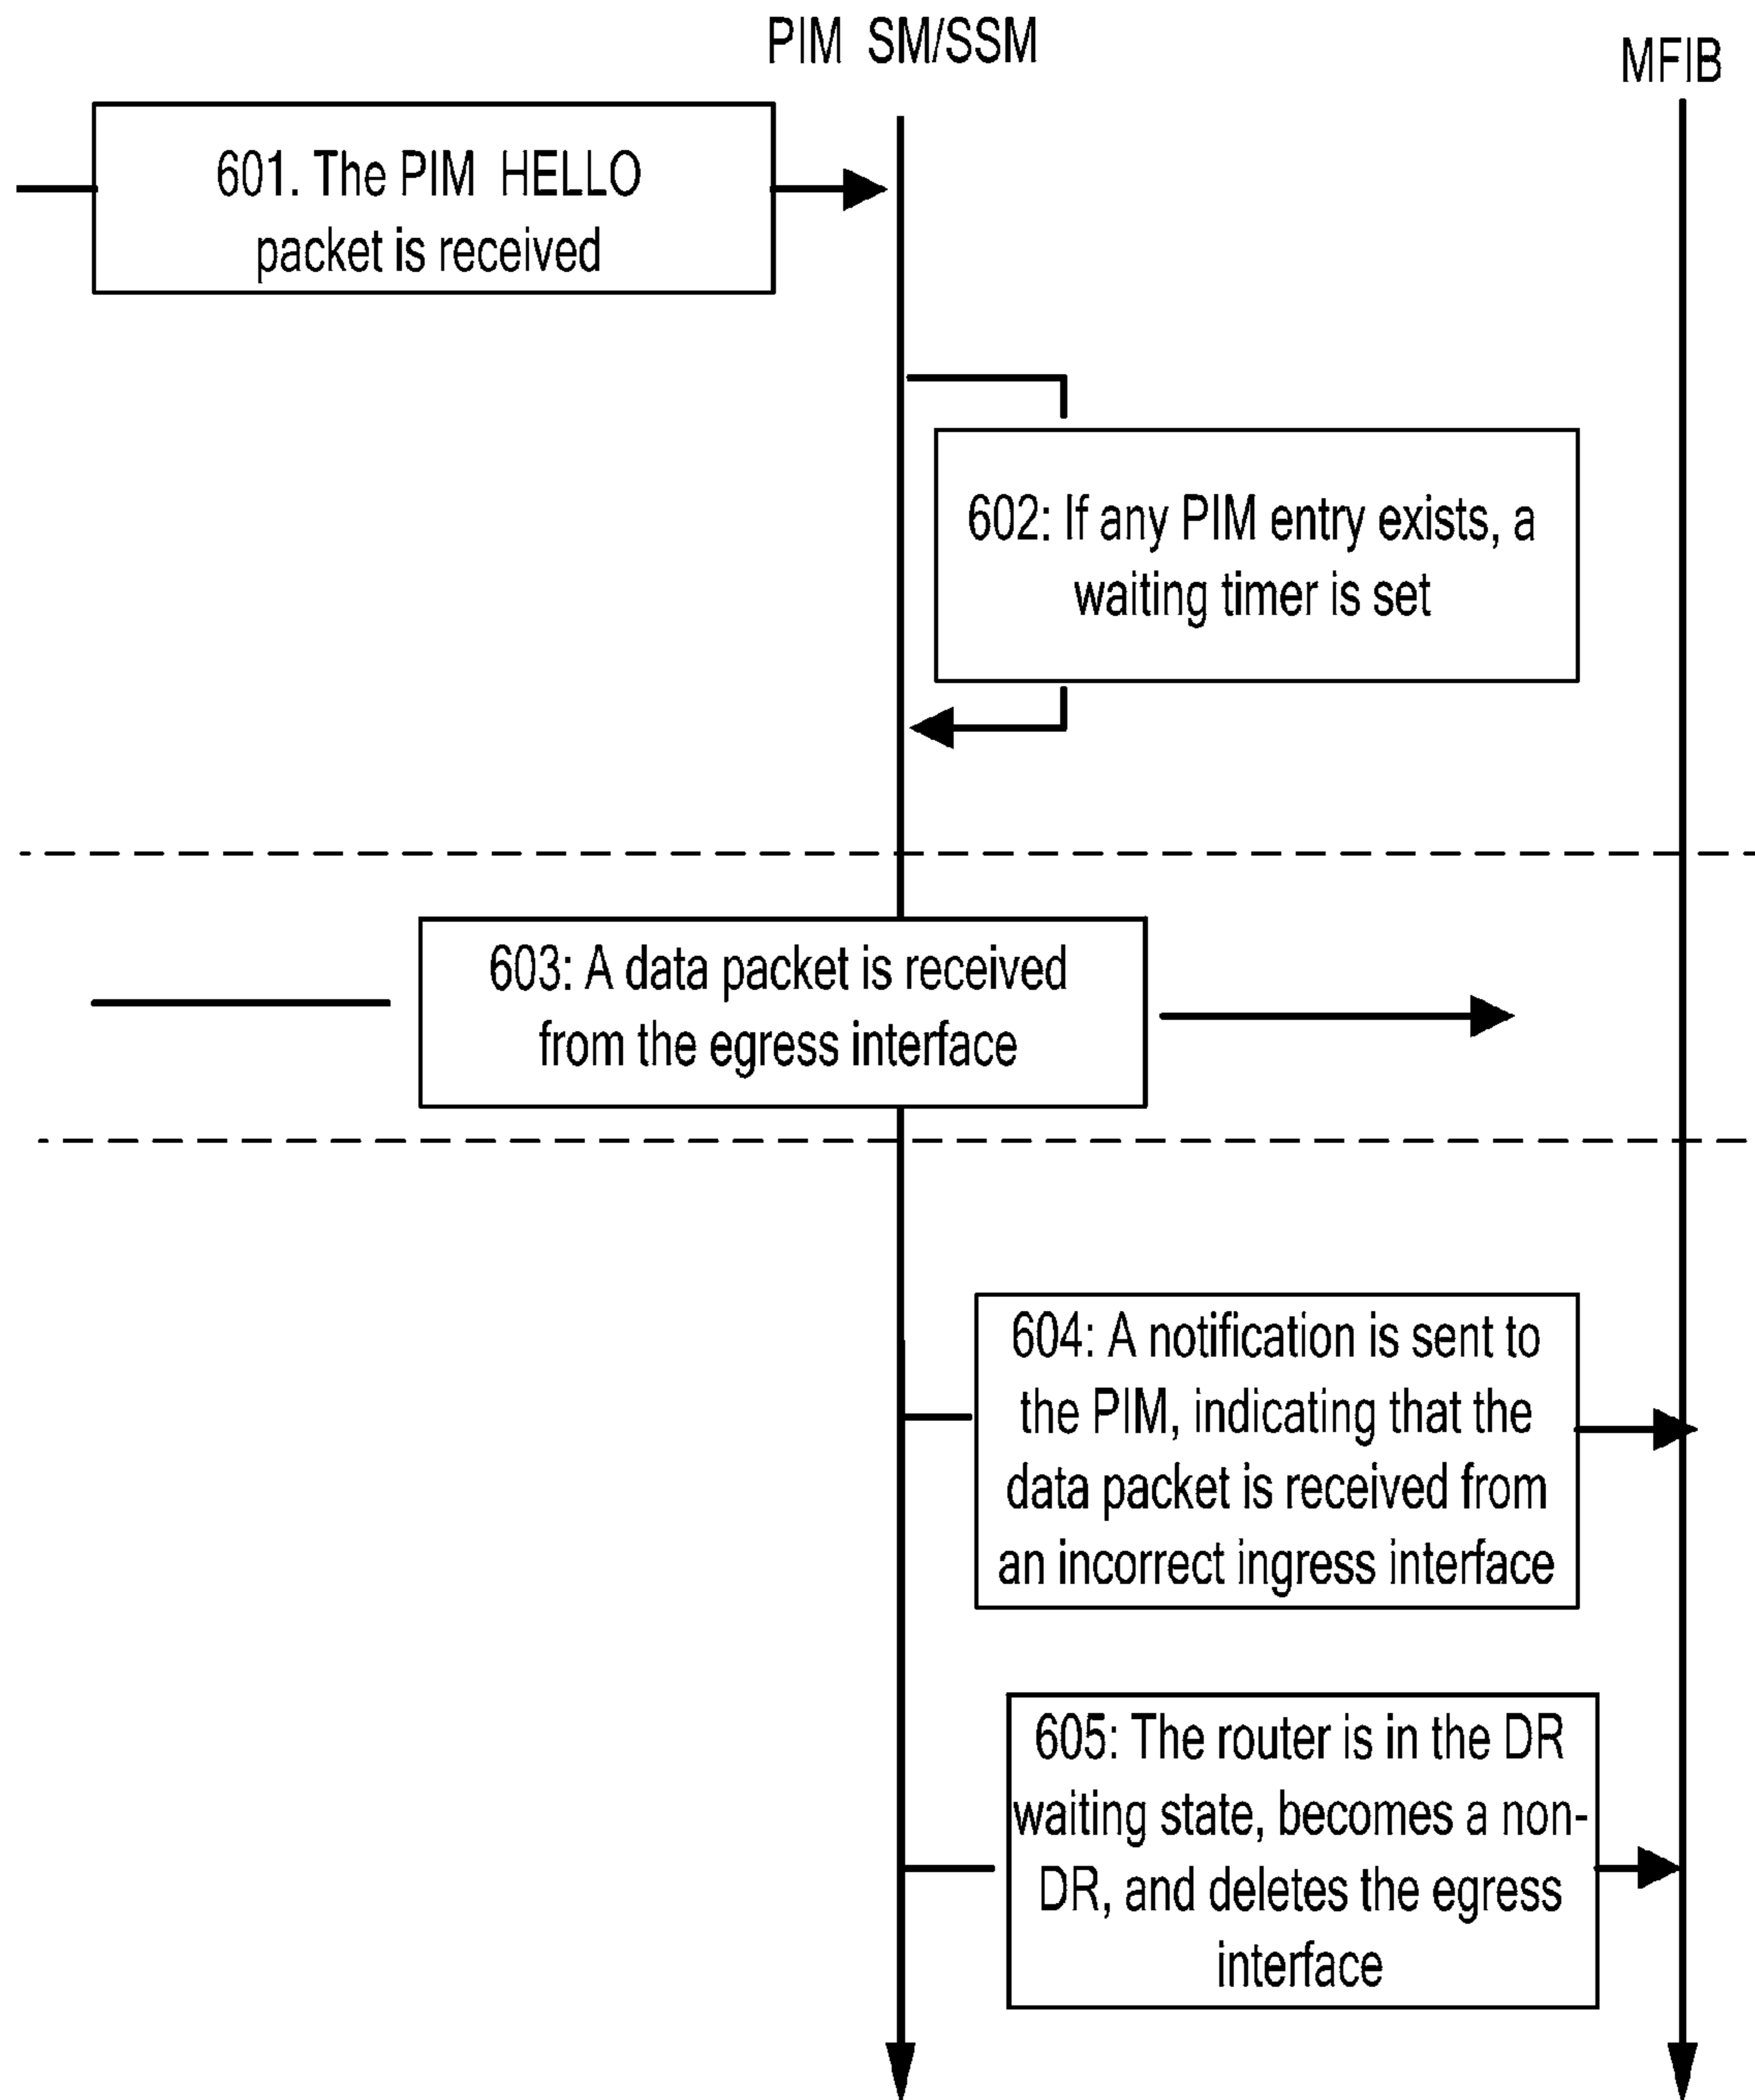 PIM SM/SSM
MFIB
601. The PIM HELLO
packet is received
602: If any PIM entry exists, a
waiting timer is set
603: A data packet is received
from the egress interface
604: A notification is sent to
the PIM, indicating that the
data packet is received from
an incorrect ingress interface
605: The router is in the DR
waiting state, becomes a non-
DR, and deletes the egress
interface